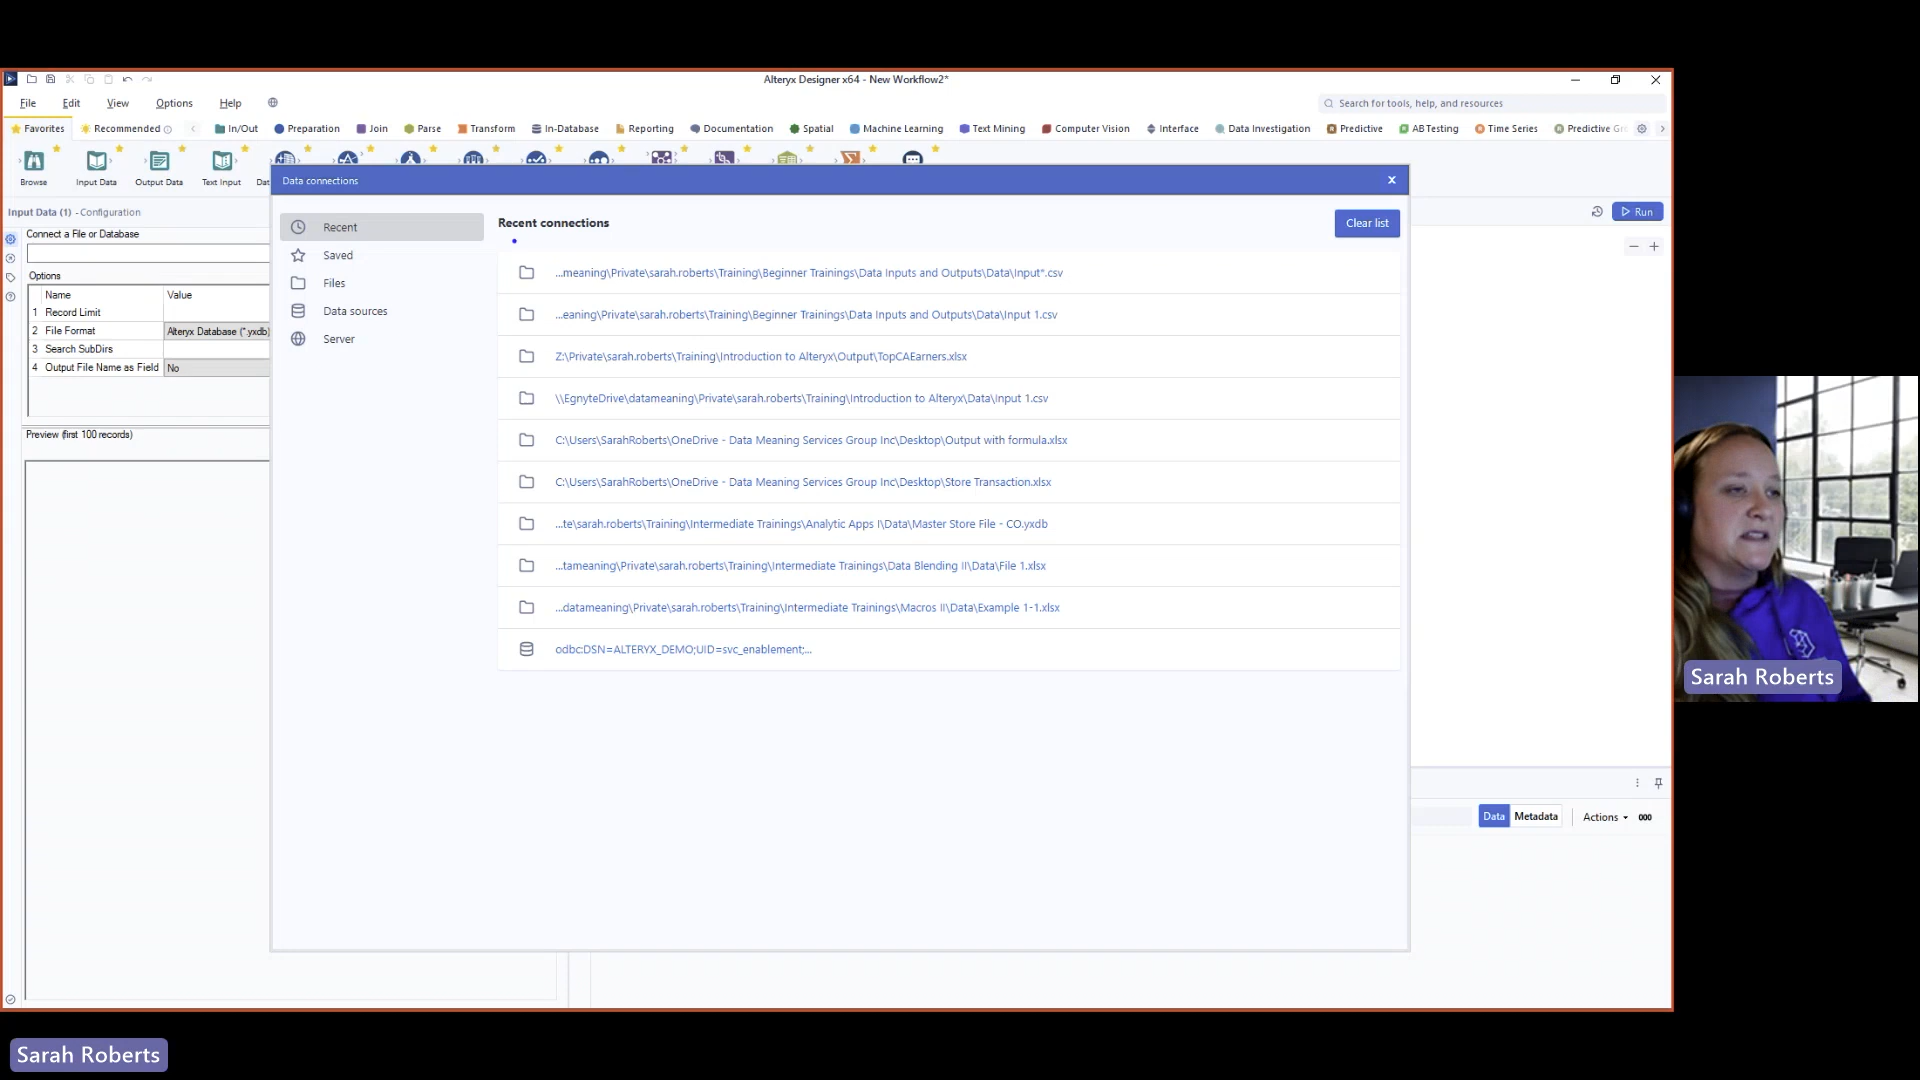 Alteryx Designer x64 - New Workflow2*
File Edit View Options Help
Search for tools, help, and resources
Favorites Recommended In/Out Preparation Join Parse Transform In-Database Reporting Documentation Spatial Machine Learning Text Mining Computer Vision Interface Data Investigation Predictive AB Testing Time Series Predictive Gr
Browse Input Data Output Data Text Input Dat
Data connections
Input Data (1) - Configuration
Run
Connect a File or Database
Options
Name Value
1 Record Limit
2 File Format Alteryx Database (*.yxdb)
3 Search SubDirs
4 Output File Name as Field No
Preview (first 100 records)
Recent
Saved
Files
Data sources
Server
Recent connections
Clear list
...meaning\Private\sarah.roberts\Training\Beginner Trainings\Data Inputs and Outputs\Data\Input*.csv
...eaning\Private\sarah.roberts\Training\Beginner Trainings\Data Inputs and Outputs\Data\Input 1.csv
Z:\Private\sarah.roberts\Training\Introduction to Alteryx\Output\TopCAEarners.xlsx
\\EgnyteDrive\datameaning\Private\sarah.roberts\Training\Introduction to Alteryx\Data\Input 1.csv
C:\Users\SarahRoberts\OneDrive - Data Meaning Services Group Inc\Desktop\Output with formula.xlsx
C:\Users\SarahRoberts\OneDrive - Data Meaning Services Group Inc\Desktop\Store Transaction.xlsx
...te\sarah.roberts\Training\Intermediate Trainings\Analytic Apps I\Data\Master Store File - CO.yxdb
...tameaning\Private\sarah.roberts\Training\Intermediate Trainings\Data Blending II\Data\File 1.xlsx
...datameaning\Private\sarah.roberts\Training\Intermediate Trainings\Macros II\Data\Example 1-1.xlsx
odbc:DSN=ALTERYX_DEMO;UID=svc_enablement;...
Data Metadata Actions
Sarah Roberts
Sarah Roberts